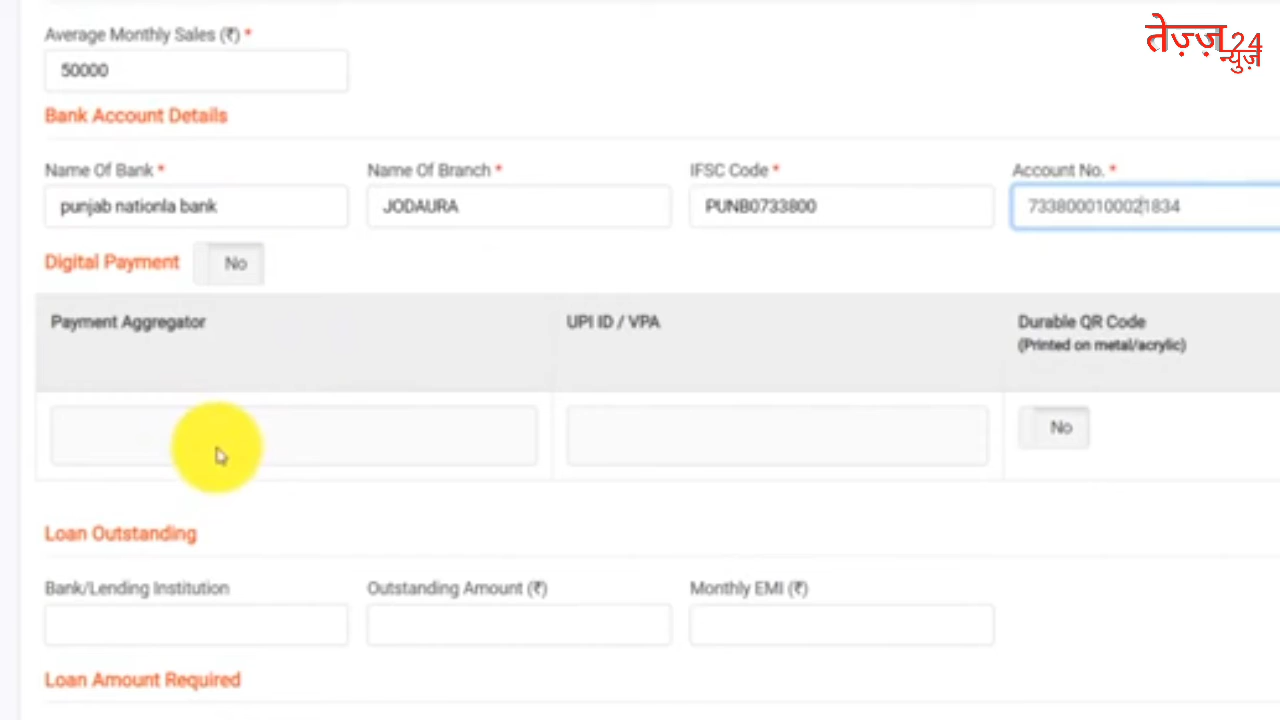 तेज़्ज़ 24
न्यूज़
Average Monthly Sales (₹) *
50000
Bank Account Details
Name Of Bank * Name Of Branch * IFSC Code * Account No. *
punjab nationla bank JODAURA PUNB0733800 7338000100021834
Digital Payment No
Payment Aggregator UPI ID / VPA Durable QR Code
(Printed on metal/acrylic)
No
Loan Outstanding
Bank/Lending Institution Outstanding Amount (₹) Monthly EMI (₹)
Loan Amount Required